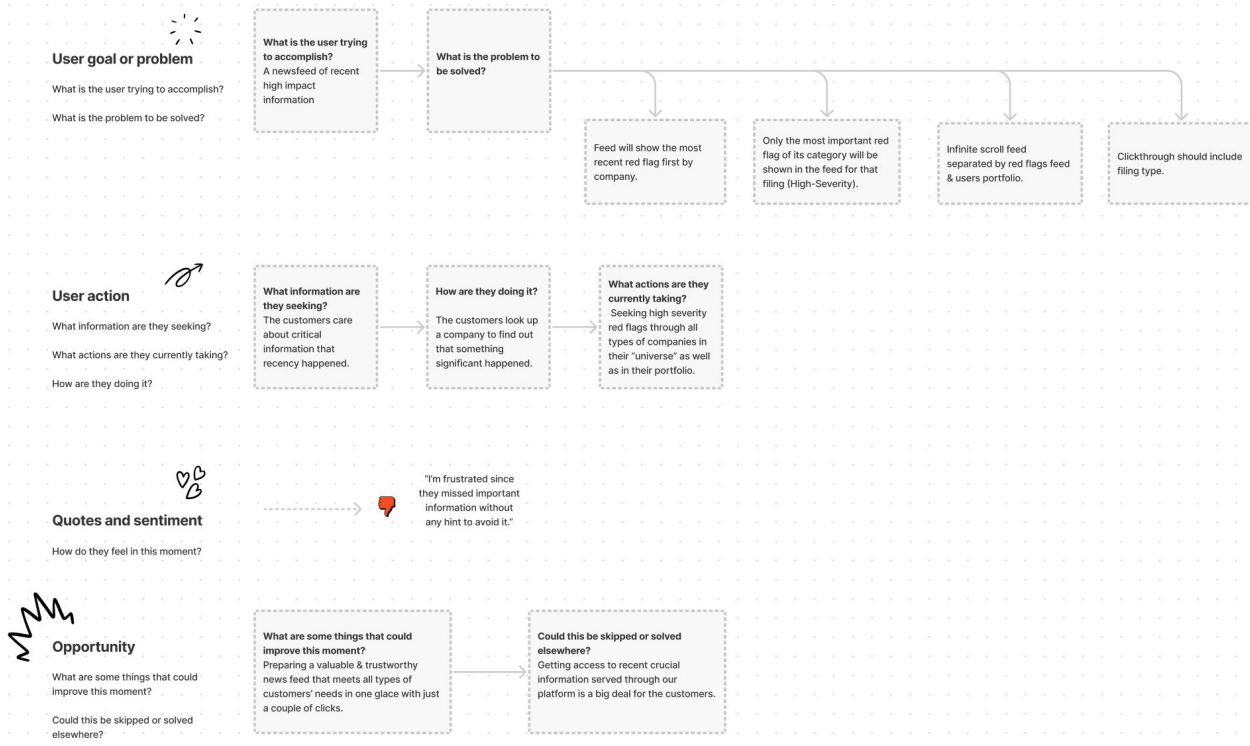 User goal or problem
What is the user trying to accomplish?
What is the problem to be solved?
What is the user trying
to accomplish?
A newsfeed of recent
high impact
information
What is the problem to
be solved?
Feed will show the most
recent red flag first by
company.
Only the most important red
flag of its category will be
shown in the feed for that
filing (High-Severity).
Infinite scroll feed
separated by red flags feed
& users portfolio.
Clickthrough should include
filing type.
User action
What information are they seeking?
What actions are they currently taking?
How are they doing it?
What information are
they seeking?
The customers care
about critical
information that
recency happened.
How are they doing it?
The customers look up
a company to find out
that something
significant happened.
What actions are they
currently taking?
Seeking high severity
red flags through all
types of companies in
their "universe" as well
as in their portfolio.
Quotes and sentiment
How do they feel in this moment?
"I'm frustrated since
they missed important
information without
any hint to avoid it."
Opportunity
What are some things that could
improve this moment?
Could this be skipped or solved
elsewhere?
What are some things that could
improve this moment?
Preparing a valuable & trustworthy
news feed that meets all types of
customers' needs in one glace with just
a couple of clicks.
Could this be skipped or solved
elsewhere?
Getting access to recent crucial
information served through our
platform is a big deal for the customers.